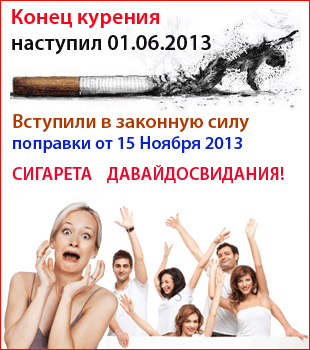 Конец курения
наступил 01.06.2013
Вступили в законную силу
поправки от 15 Ноября 2013
СИГАРЕТА ДАВАЙДОСВИДАНИЯ!